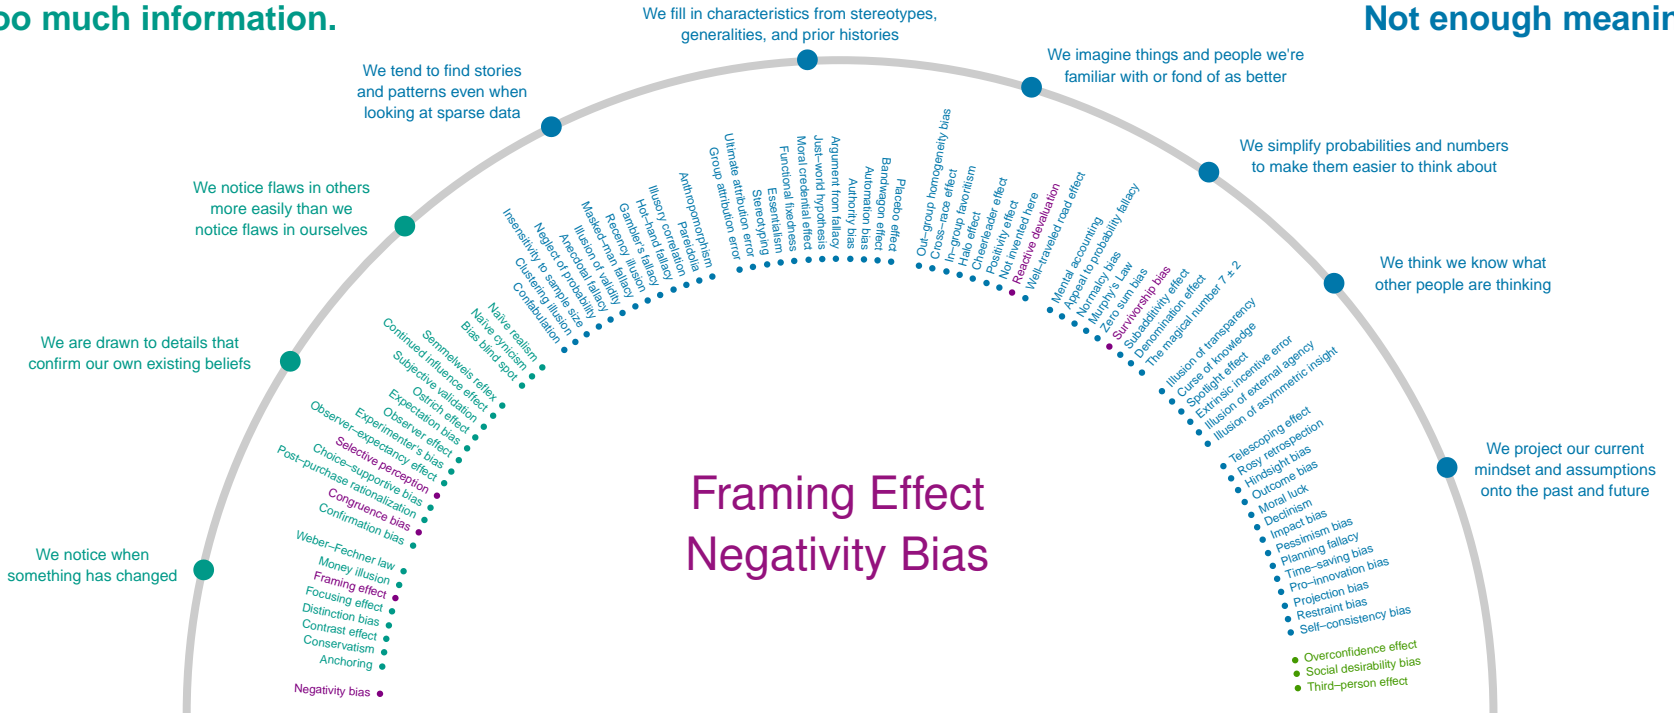 oo much information.
Not enough meanin
We fill in characteristics from stereotypes,
generalities, and prior histories
We imagine things and people we're
familiar with or fond of as better
We tend to find stories
and patterns even when
looking at sparse data
We simplify probabilities and numbers
to make them easier to think about
We notice flaws in others
more easily than we
notice flaws in ourselves
We think we know what
other people are thinking
We are drawn to details that
confirm our own existing beliefs
We project our current
mindset and assumptions
onto the past and future
We notice when
something has changed
Framing Effect
Negativity Bias
Negativity bias
Anchoring
Conservatism
Contrast effect
Distinction bias
Focusing effect
Framing effect
Money illusion
Weber–Fechner law
Confirmation bias
Congruence bias
Post–purchase rationalization
Choice–supportive bias
Selective perception
Observer–expectancy effect
Experimenter's bias
Observer effect
Expectation bias
Ostrich effect
Subjective validation
Continued influence effect
Semmelweis reflex
Bias blind spot
Naïve cynicism
Naïve realism
Confabulation
Clustering illusion
Insensitivity to sample size
Neglect of probability
Anecdotal fallacy
Illusion of validity
Masked–man fallacy
Recency illusion
Gambler's fallacy
Hot–hand fallacy
Illusory correlation
Pareidolia
Anthropomorphism
Group attribution error
Ultimate attribution error
Stereotyping
Essentialism
Functional fixedness
Moral credential effect
Just–world hypothesis
Argument from fallacy
Authority bias
Automation bias
Bandwagon effect
Placebo effect
Out–group homogeneity bias
Cross–race effect
In–group favoritism
Halo effect
Cheerleader effect
Positivity effect
Not invented here
Reactive devaluation
Well–traveled road effect
Mental accounting
Appeal to probability fallacy
Normalcy bias
Murphy's Law
Zero sum bias
Survivorship bias
Subadditivity effect
Denomination effect
The magical number 7 ± 2
Illusion of transparency
Curse of knowledge
Spotlight effect
Extrinsic incentive error
Illusion of external agency
Illusion of asymmetric insight
Telescoping effect
Rosy retrospection
Hindsight bias
Outcome bias
Moral luck
Declinism
Impact bias
Pessimism bias
Planning fallacy
Time–saving bias
Pro–innovation bias
Projection bias
Restraint bias
Self–consistency bias
Overconfidence effect
Social desirability bias
Third–person effect